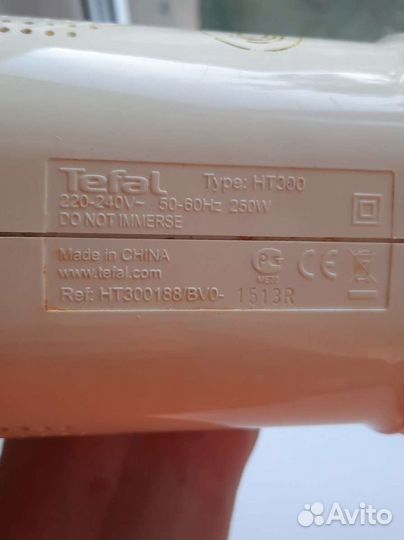 Tefal Type: HT300
220-240V~ 50-60Hz 250W
DO NOT IMMERSE
Made in CHINA
www.tefal.com
Ref: HT300188/BV0- 1513R
Avito